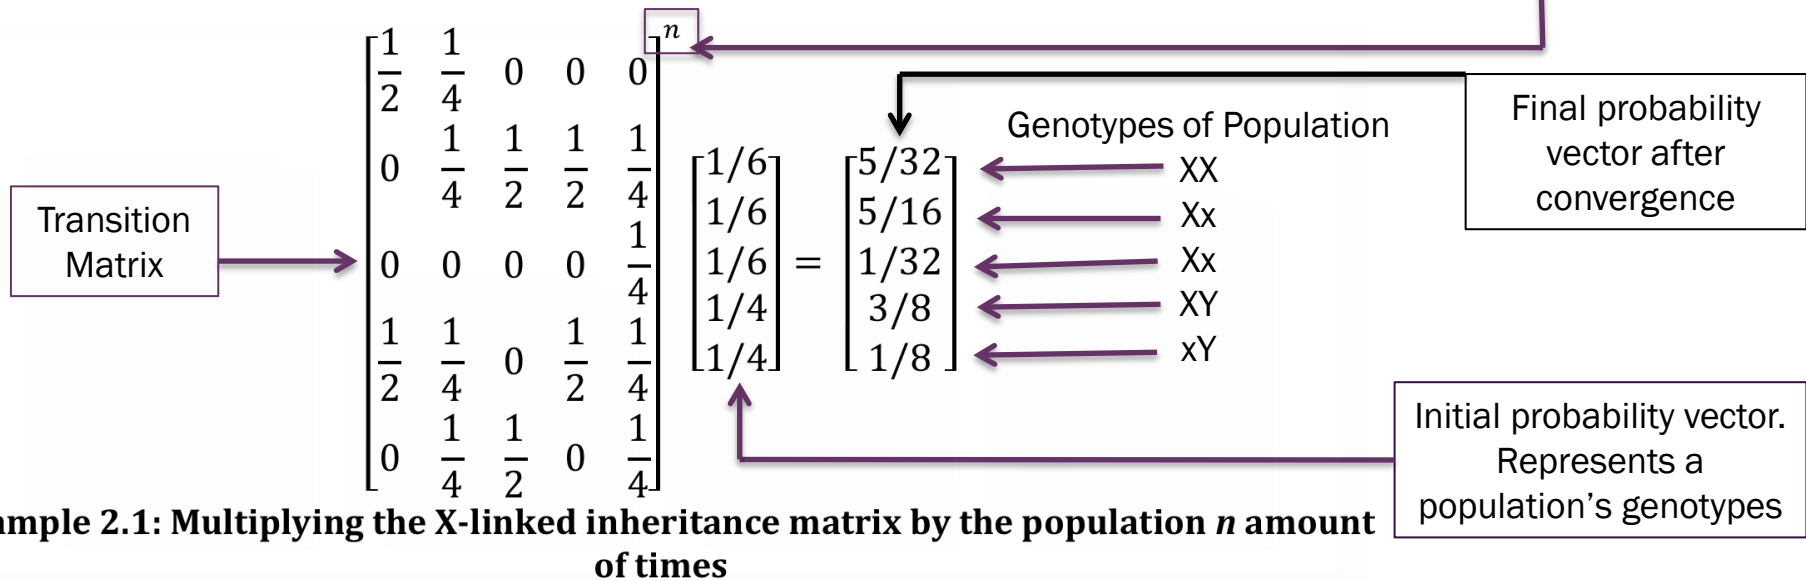 n
1/2 1/4 0 0 0
0 1/4 1/2 1/2 1/4
0 0 0 0 1/4
1/2 1/4 0 1/2 1/4
0 1/4 1/2 0 1/4
1/6
1/6
1/6
1/4
1/4
=
5/32
5/16
1/32
3/8
1/8
Genotypes of Population
XX
Xx
Xx
XY
xY
Transition
Matrix
Final probability
vector after
convergence
Initial probability vector.
Represents a
population's genotypes
ample 2.1: Multiplying the X-linked inheritance matrix by the population n amount
of times